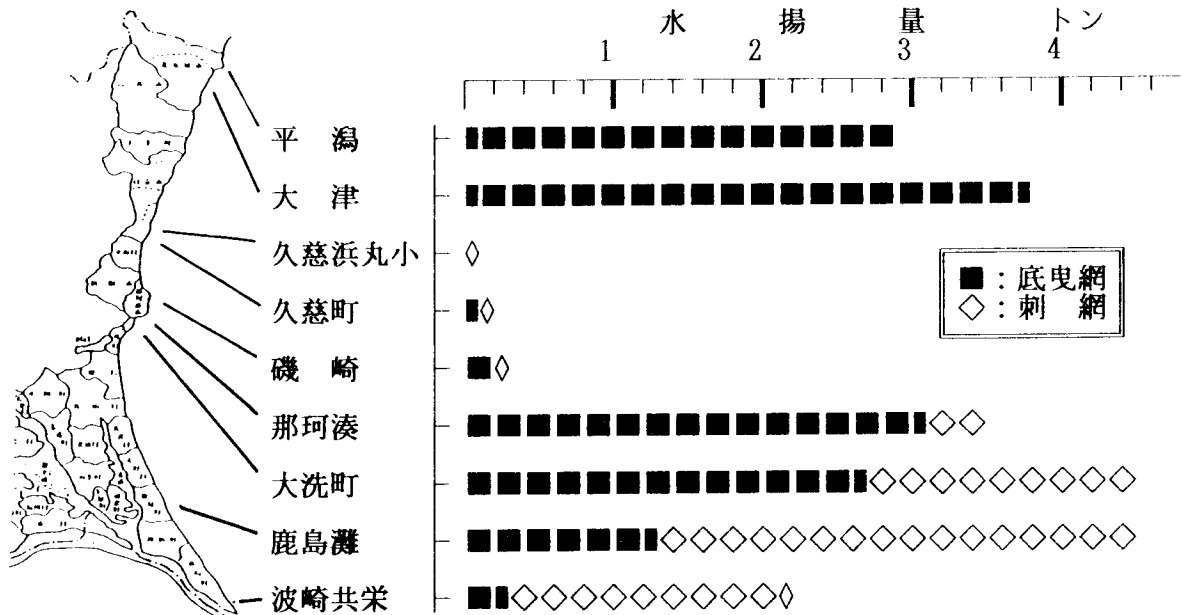 水 揚 量 トン
1 2 3 4
平 潟
大 津
久慈浜丸小
久慈町
磯 崎
那珂湊
大洗町
鹿島灘
波崎共栄
■：底曳網
◇：刺 網